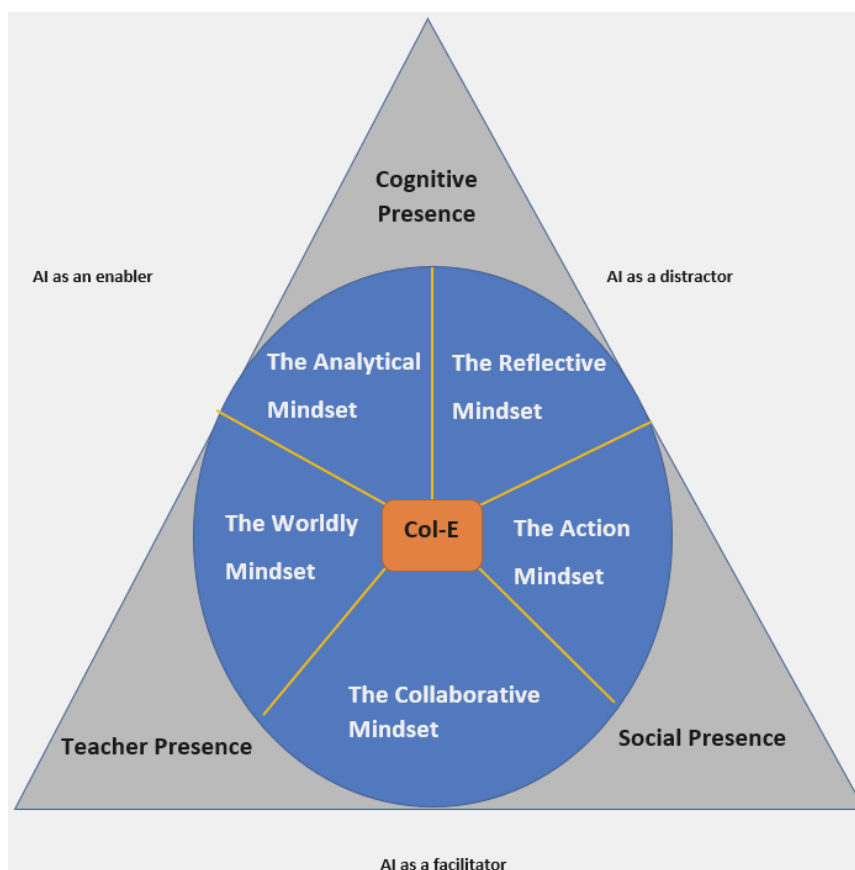 Cognitive
Presence
AI as an enabler
AI as a distractor
The Analytical
Mindset
The Reflective
Mindset
The Worldly
Mindset
Col-E
The Action
Mindset
The Collaborative
Mindset
Teacher Presence
Social Presence
AI as a facilitator